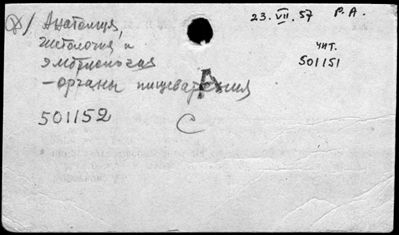 Анатомия,
гистология и
эмбриология
— органы пищеварения
501152
С
23. VII. 57 Р.А.
чит.
501151